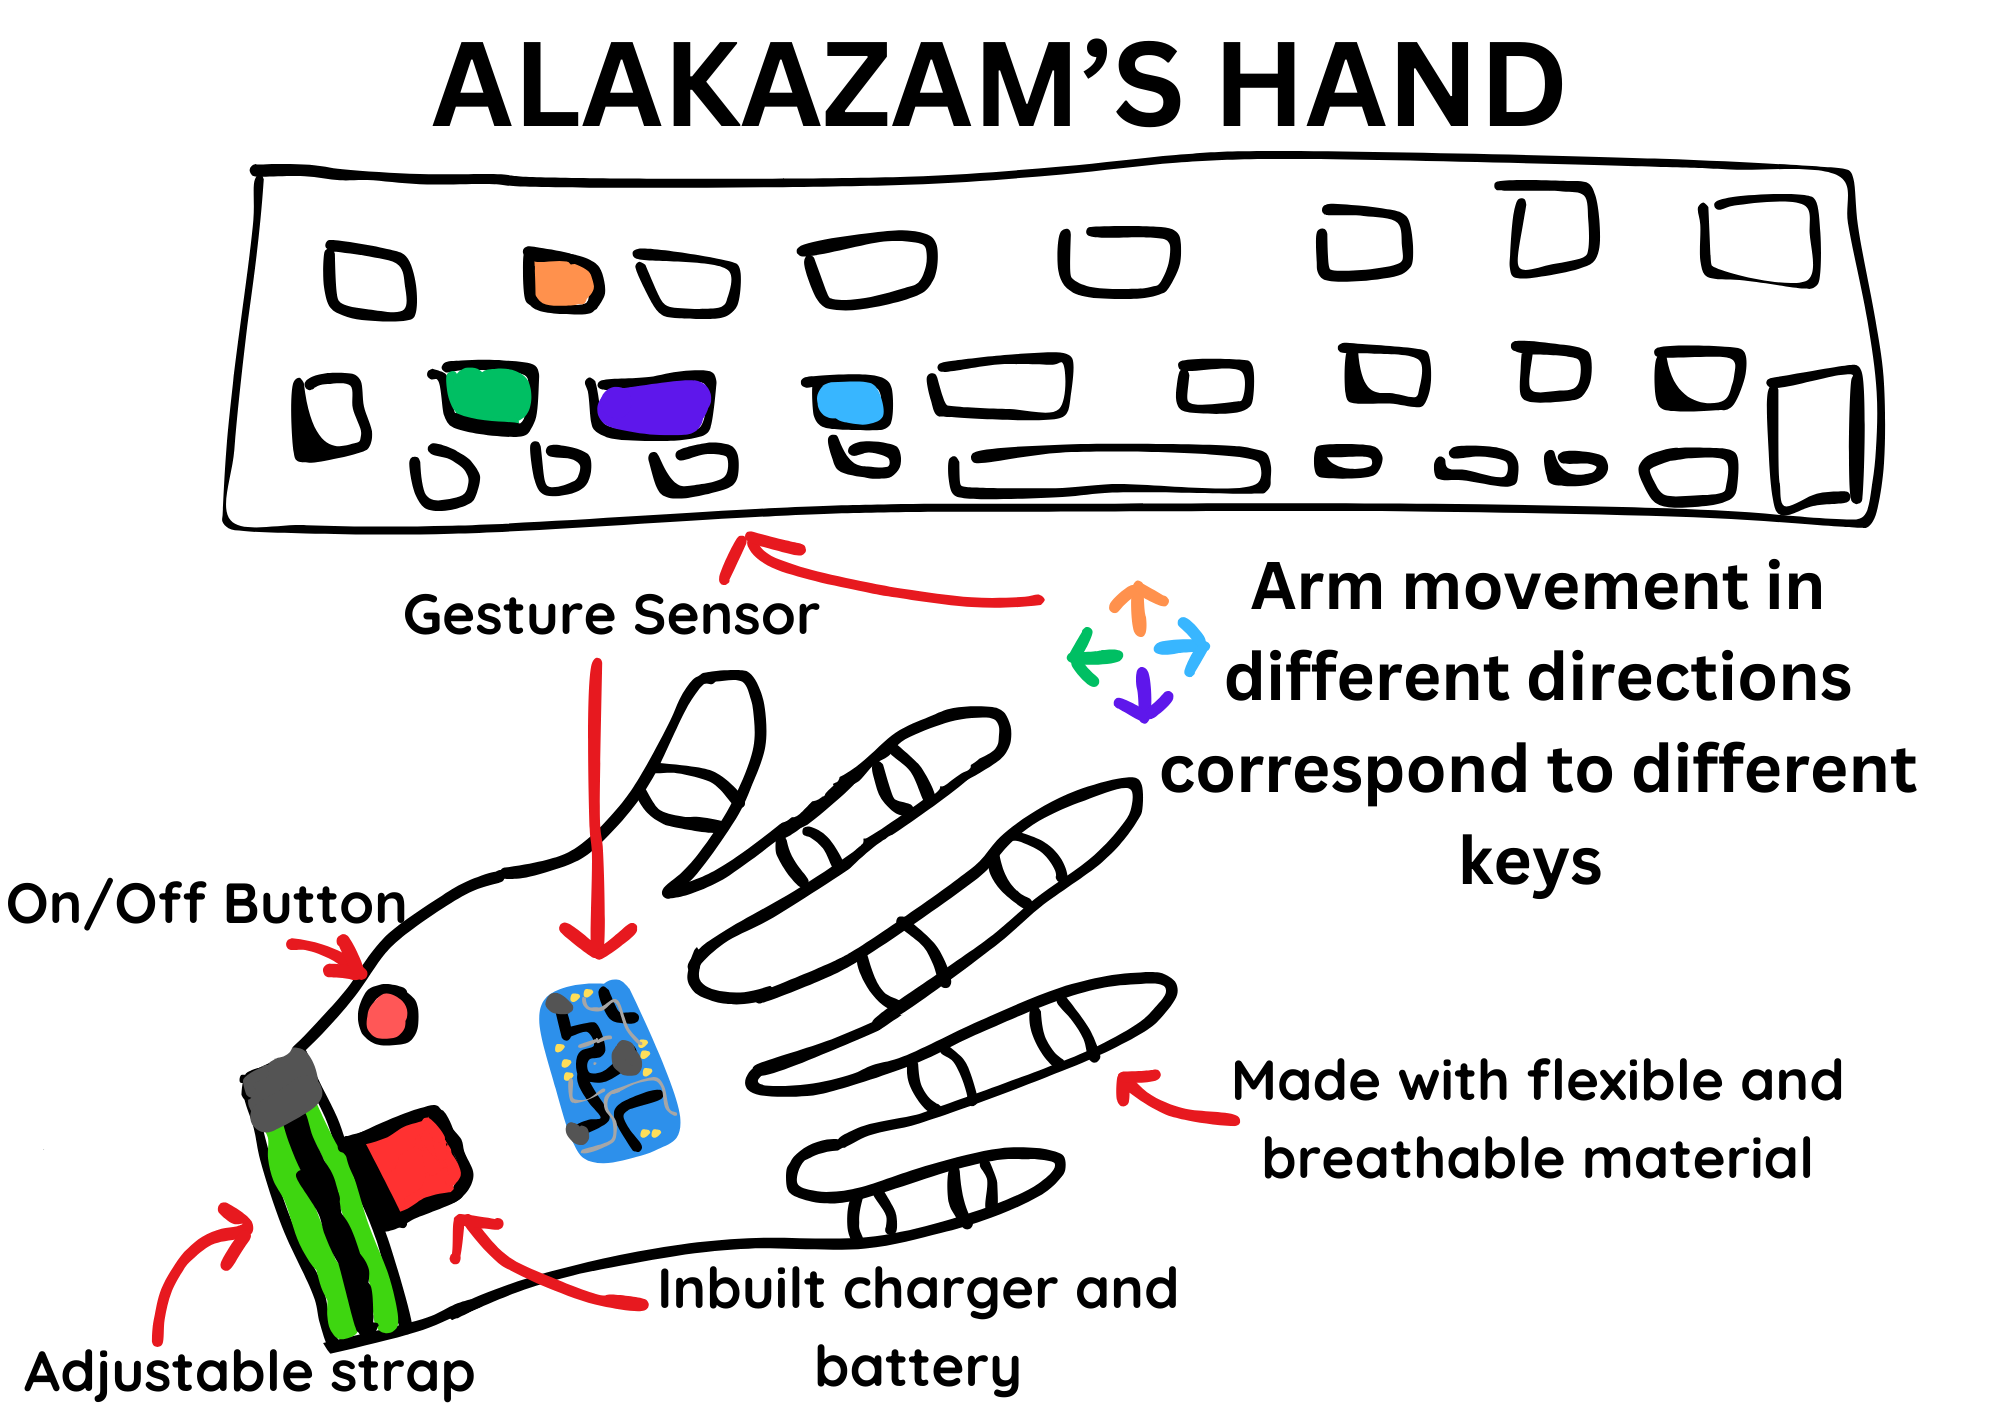 ALAKAZAM’S HAND
Gesture Sensor
Arm movement in
different directions
correspond to different
keys
On/Off Button
Made with flexible and
breathable material
Inbuilt charger and
battery
Adjustable strap